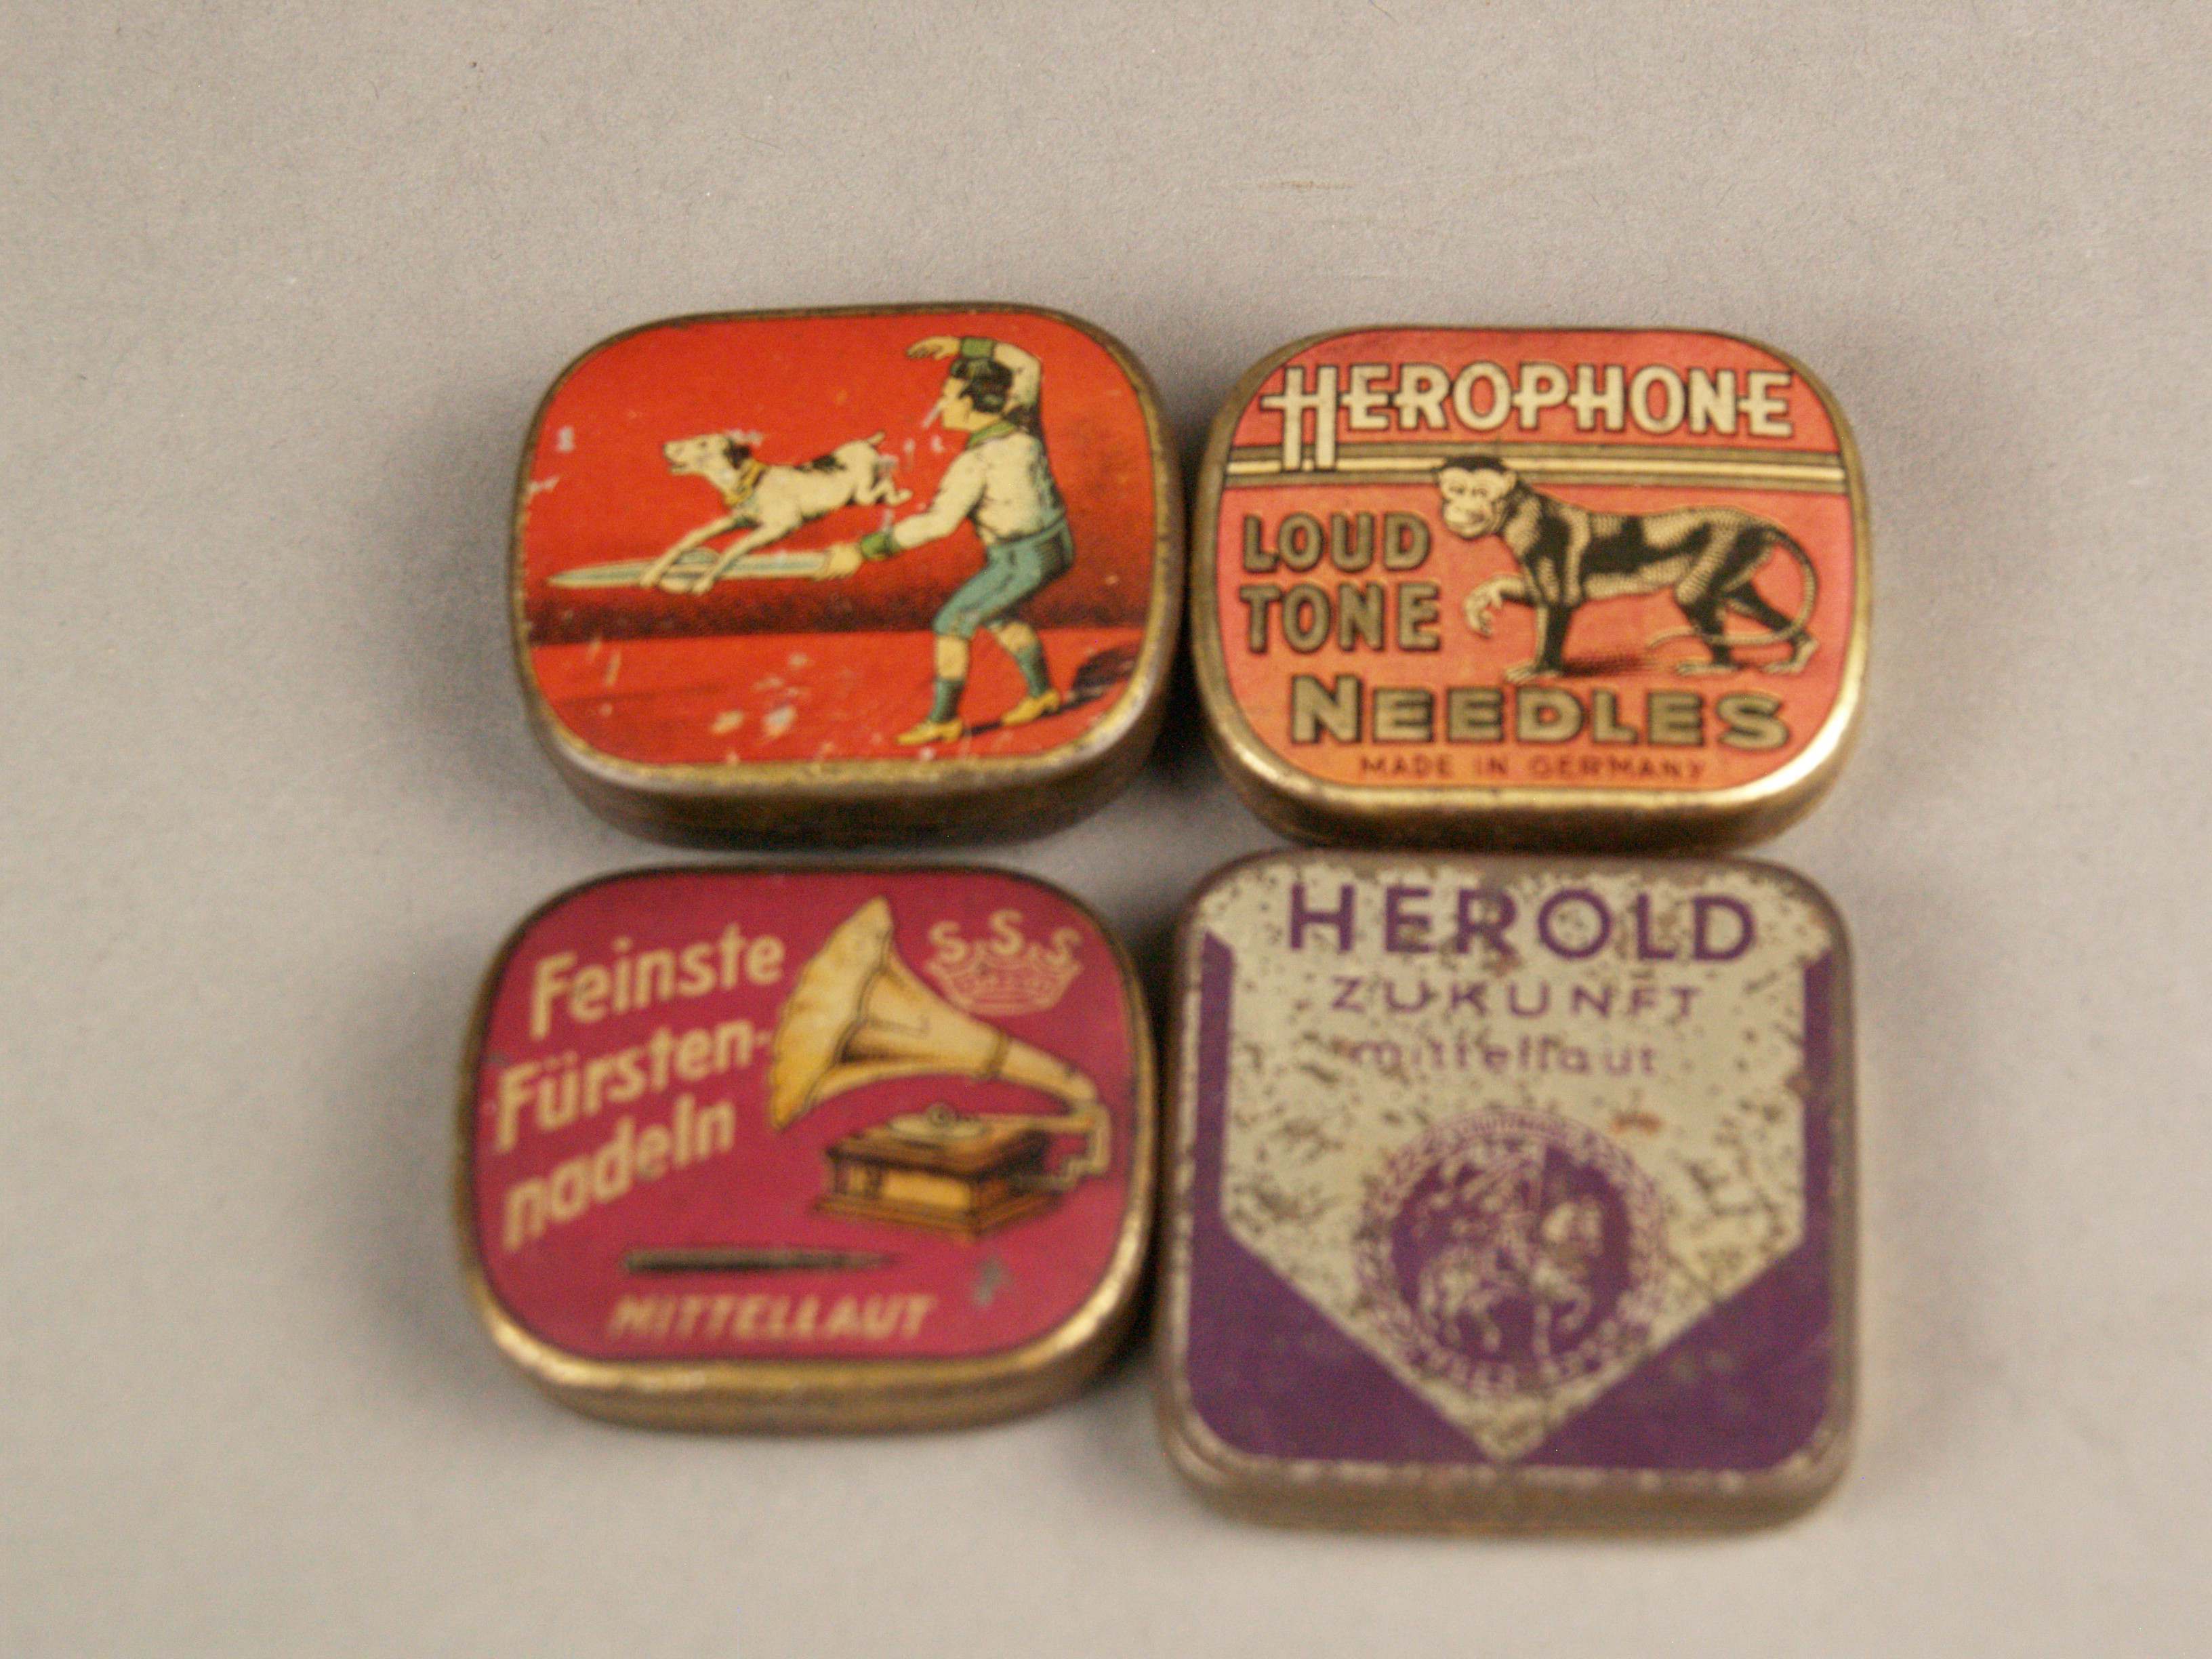 HEROPHONE
LOUD
TONE
NEEDLES
MADE IN GERMANY
Feinste
Fürsten-
nadeln
S.S.S
MITTELLAUT
HEROLD
ZUKUNFT
mittellaut